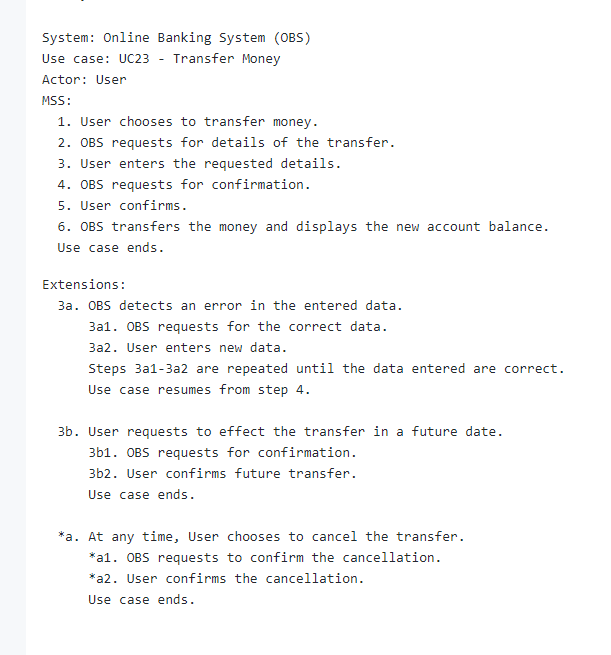 System: Online Banking System (OBS)
Use case: UC23 - Transfer Money
Actor: User
MSS:
1. User chooses to transfer money.
2. OBS requests for details of the transfer.
3. User enters the requested details.
4. OBS requests for confirmation.
5. User confirms.
6. OBS transfers the money and displays the new account balance.
Use case ends.
Extensions:
3a. OBS detects an error in the entered data.
3a1. OBS requests for the correct data.
3a2. User enters new data.
Steps 3a1-3a2 are repeated until the data entered are correct.
Use case resumes from step 4.
3b. User requests to effect the transfer in a future date.
3b1. OBS requests for confirmation.
3b2. User confirms future transfer.
Use case ends.
*a. At any time, User chooses to cancel the transfer.
*a1. OBS requests to confirm the cancellation.
*a2. User confirms the cancellation.
Use case ends.